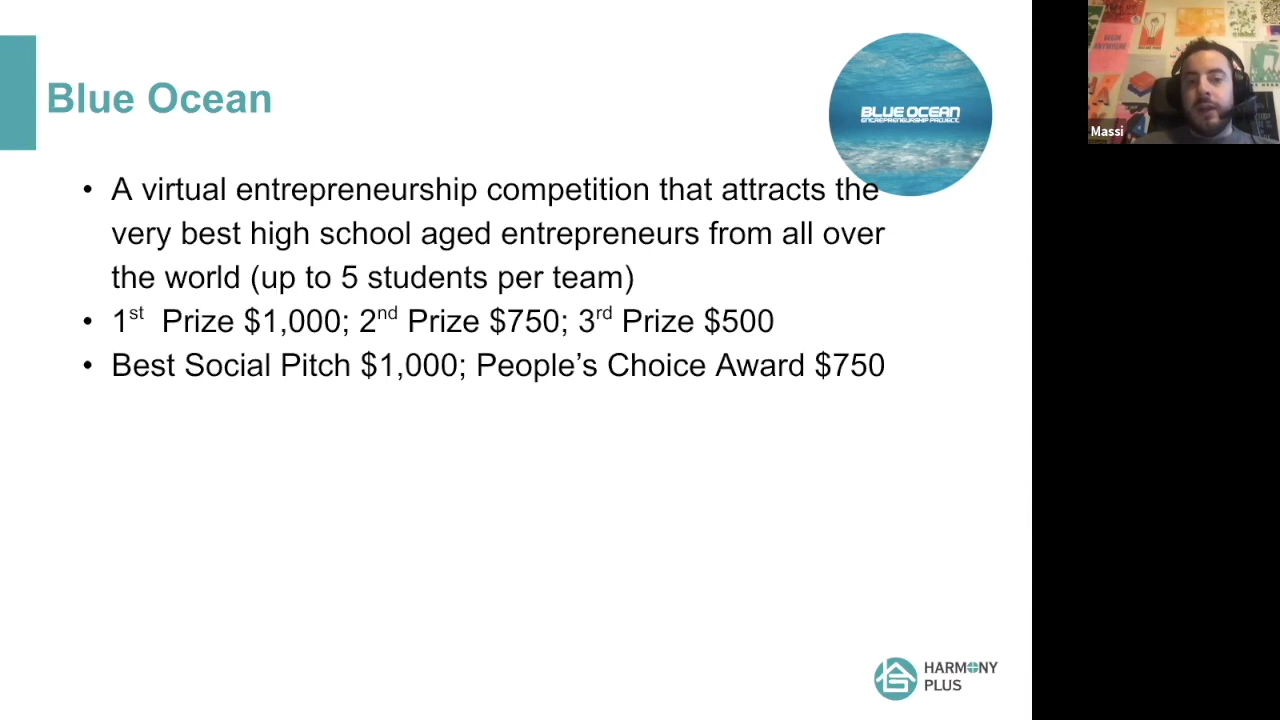 Blue Ocean
BLUE OCEAN
ENTREPRENEURSHIP PROJECT.
Massi
• A virtual entrepreneurship competition that attracts the
very best high school aged entrepreneurs from all over
the world (up to 5 students per team)
• 1st Prize $1,000; 2nd Prize $750; 3rd Prize $500
• Best Social Pitch $1,000; People’s Choice Award $750
HARMONY
PLUS